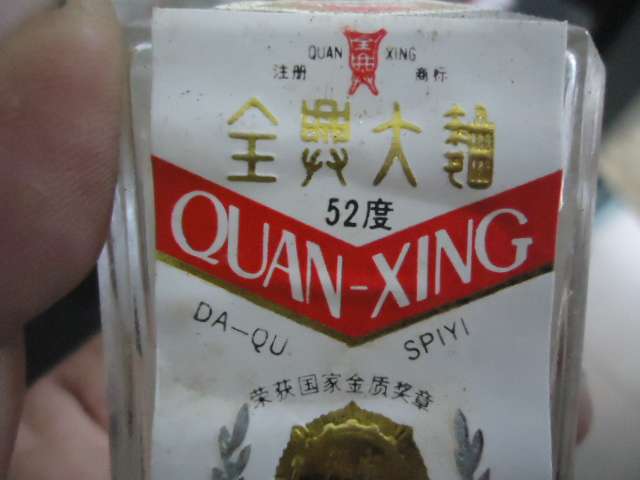 QUAN XING
注册 商标
全興大麯
52度
QUAN-XING
DA-QU SPIYI
荣获国家金质奖章